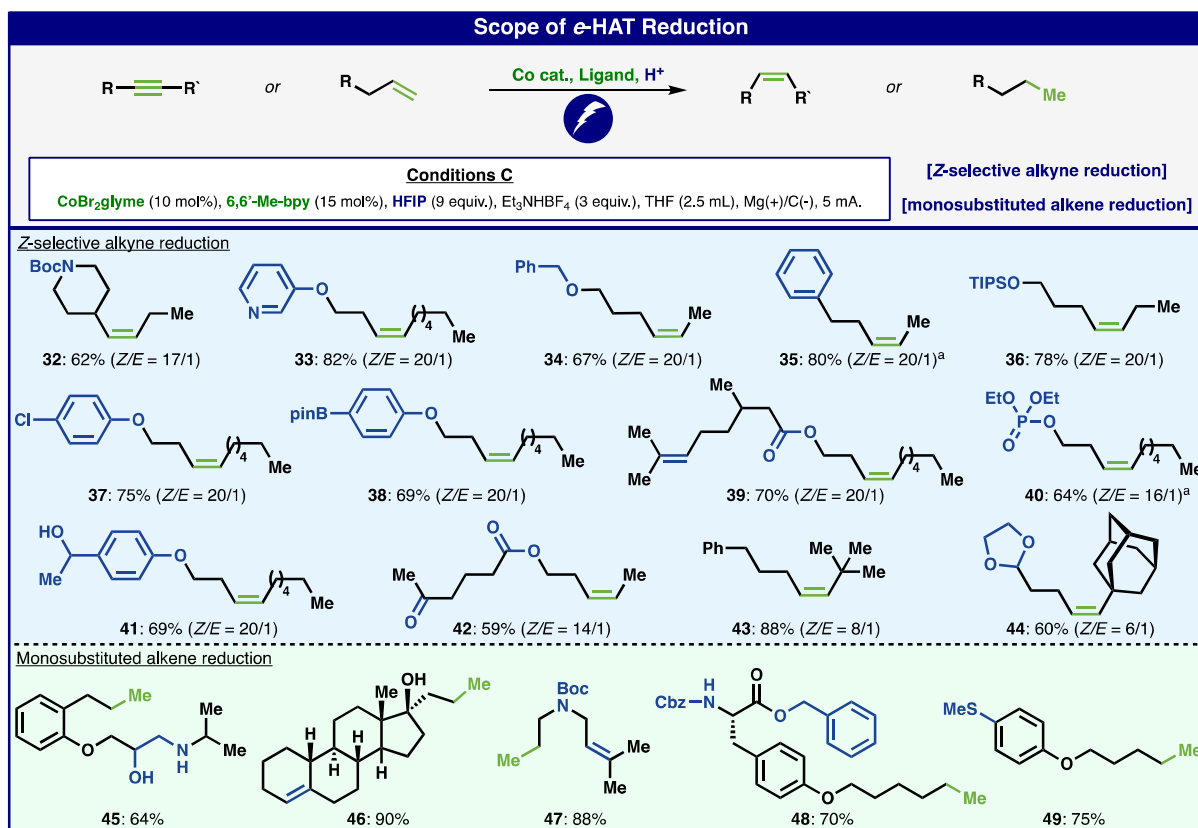 Scope of e-HAT Reduction
R R` or R Co cat., Ligand, H+ R R` or R Me
Conditions C
CoBr2glyme (10 mol%), 6,6'-Me-bpy (15 mol%), HFIP (9 equiv.), Et3NHBF4 (3 equiv.), THF (2.5 mL), Mg(+)/C(-), 5 mA.
[Z-selective alkyne reduction]
[monosubstituted alkene reduction]
Z-selective alkyne reduction
BocN Me
N O ( )4 Me
Ph O Me
Me
TIPSO Me
32: 62% (Z/E = 17/1) 33: 82% (Z/E = 20/1) 34: 67% (Z/E = 20/1) 35: 80% (Z/E = 20/1)a 36: 78% (Z/E = 20/1)
Cl O ( )4 Me
pinB O ( )4 Me
Me Me Me O O ( )4 Me
EtO OEt P O O ( )4 Me
37: 75% (Z/E = 20/1) 38: 69% (Z/E = 20/1) 39: 70% (Z/E = 20/1) 40: 64% (Z/E = 16/1)a
HO Me O ( )4 Me
Me O O O Me
Ph Me Me Me
O O
41: 69% (Z/E = 20/1) 42: 59% (Z/E = 14/1) 43: 88% (Z/E = 8/1) 44: 60% (Z/E = 6/1)
Monosubstituted alkene reduction
Me O OH N H Me Me
Me OH Me H H H H
Boc N Me Me Me
Cbz H N O O O Me
MeS O Me
45: 64% 46: 90% 47: 88% 48: 70% 49: 75%